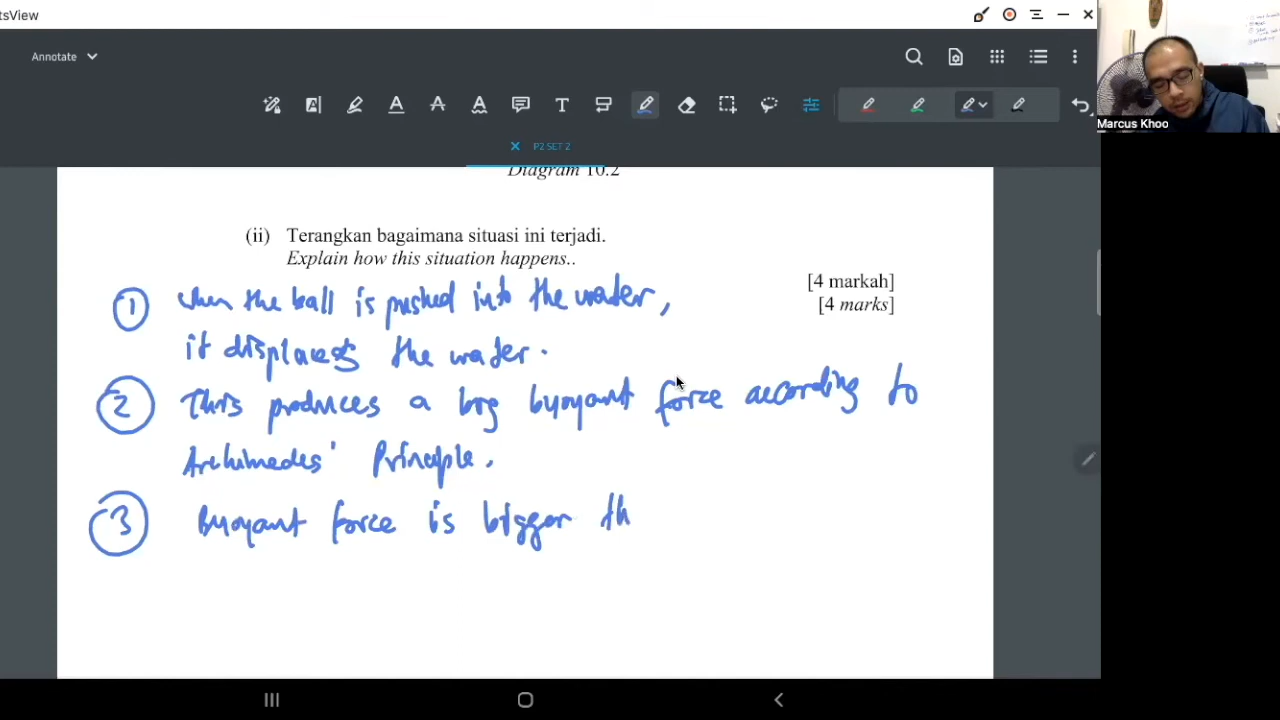 tsView
Annotate
P2 SET 2
Marcus Khoo
Diagram 10.2
(ii) Terangkan bagaimana situasi ini terjadi.
Explain how this situation happens..
[4 markah]
[4 marks]
1 when the ball is pushed into the water,
it displaces the water.
2 This produces a big buoyant force according to
Archimedes' Principle.
3 Buoyant force is bigger th